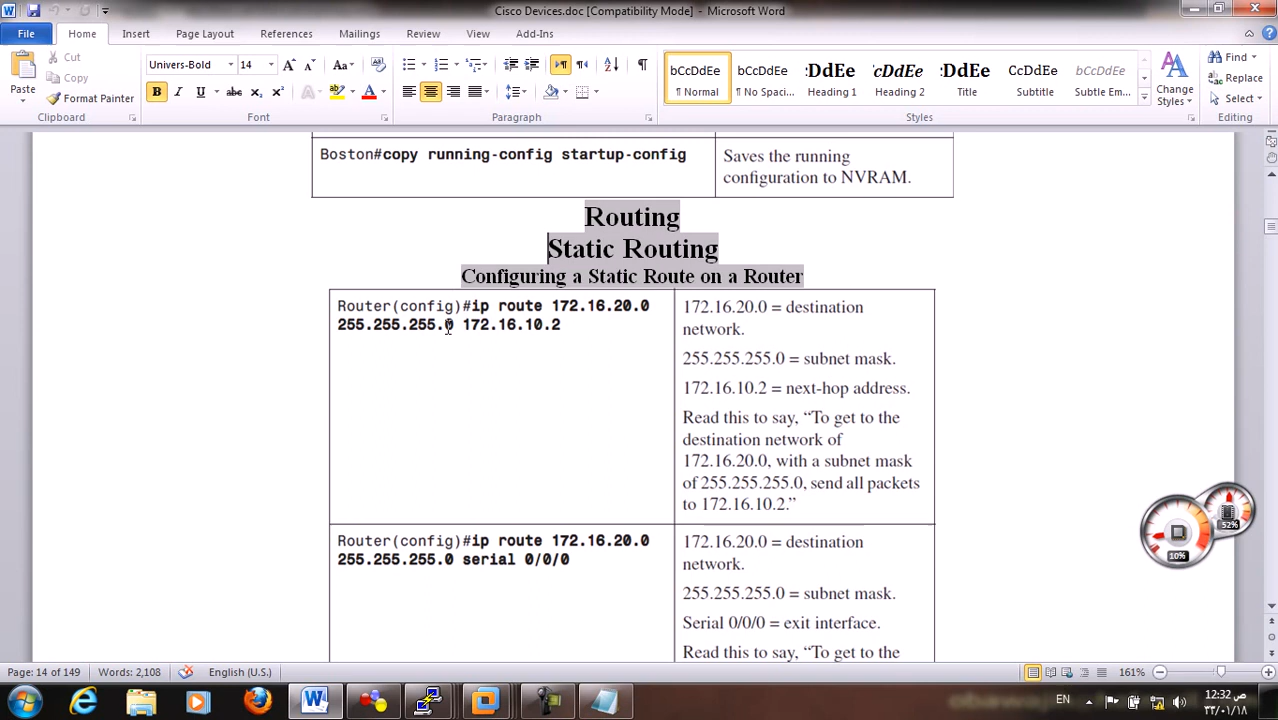 Cisco Devices.doc [Compatibility Mode] - Microsoft Word
File Home Insert Page Layout References Mailings Review View Add-Ins
Cut
Copy
Format Painter
Paste
Clipboard
Univers-Bold 14
Font
Paragraph
bCcDdEe :DdEe :DdEe
bCcDdEe
¶ Normal
¶ No Spaci...
Heading 1
CcDdEe
Heading 2
:DdEe
Title
CcDdEe
Subtitle
bCcDdEe
Subtle Em...
Change Styles
Styles
Find
Replace
Select
Editing
Boston#copy running-config startup-config
Saves the running
configuration to NVRAM.
Routing
Static Routing
Configuring a Static Route on a Router
Router(config)#ip route 172.16.20.0
255.255.255.0 172.16.10.2
172.16.20.0 = destination
network.
255.255.255.0 = subnet mask.
172.16.10.2 = next-hop address.
Read this to say, “To get to the
destination network of
172.16.20.0, with a subnet mask
of 255.255.255.0, send all packets
to 172.16.10.2.”
Router(config)#ip route 172.16.20.0
255.255.255.0 serial 0/0/0
172.16.20.0 = destination
network.
255.255.255.0 = subnet mask.
Serial 0/0/0 = exit interface.
Read this to say, “To get to the
52%
10%
Page: 14 of 149 Words: 2,108 English (U.S.) 161%
EN
12:32 ص
٣٣/٠١/١٨